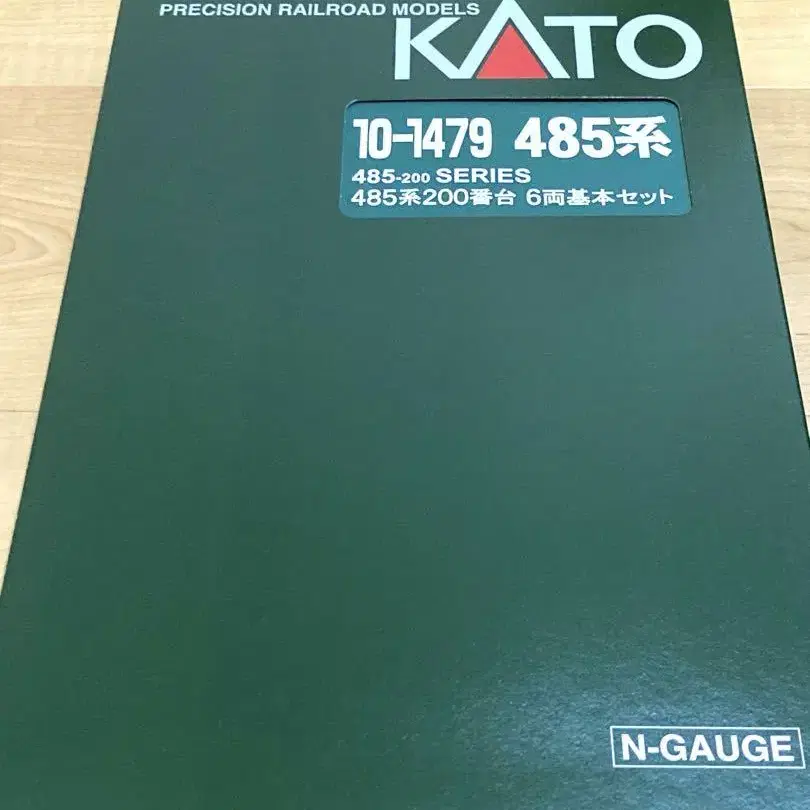 PRECISION RAILROAD MODELS
KATO
10-1479 485系
485-200 SERIES
485系200番台 6両基本セット
N-GAUGE